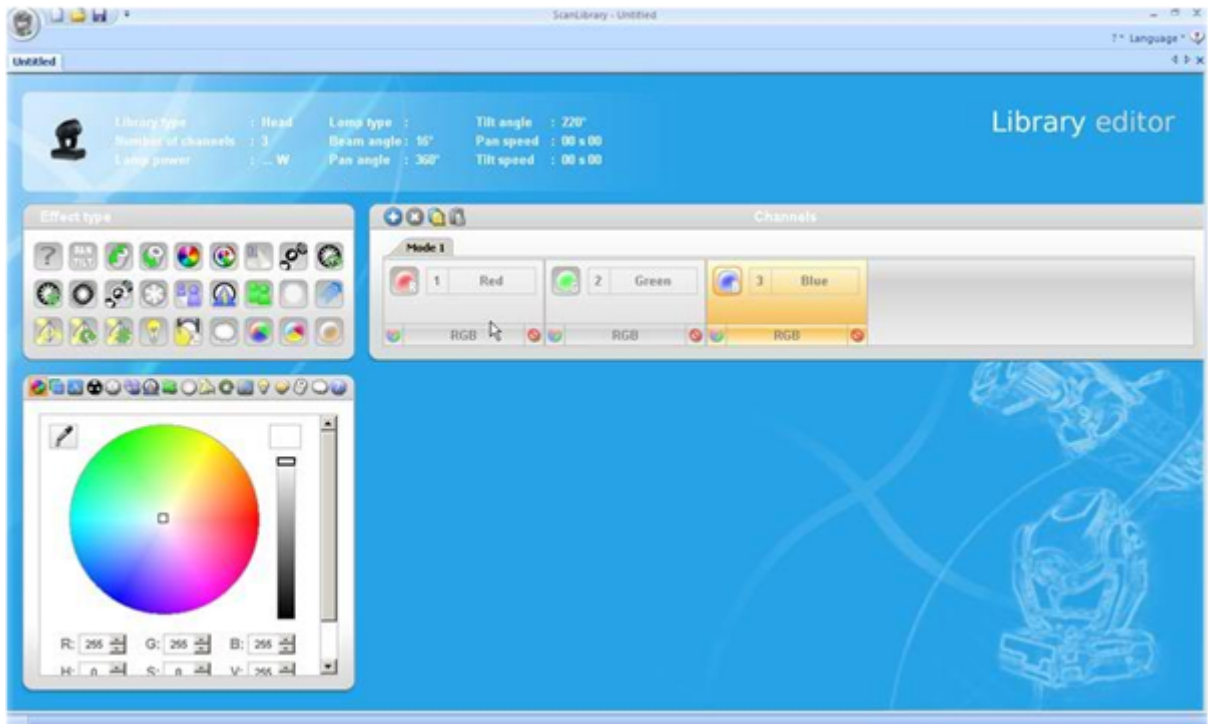 ScanLibrary - Untitled
? Language
Untitled
Library editor
Library type : Head Lamp type : Tilt angle : 220°
Number of channels : 3 Beam angle : 16° Pan speed : 00 s 00
Lamp power : ... W Pan angle : 360° Tilt speed : 00 s 00
Effect type
Channels
PAN
TILT
Mode 1
1 Red 2 Green 3 Blue
RGB RGB RGB
R: 255 G: 255 B: 255
H: 0 S: 0 V: 255